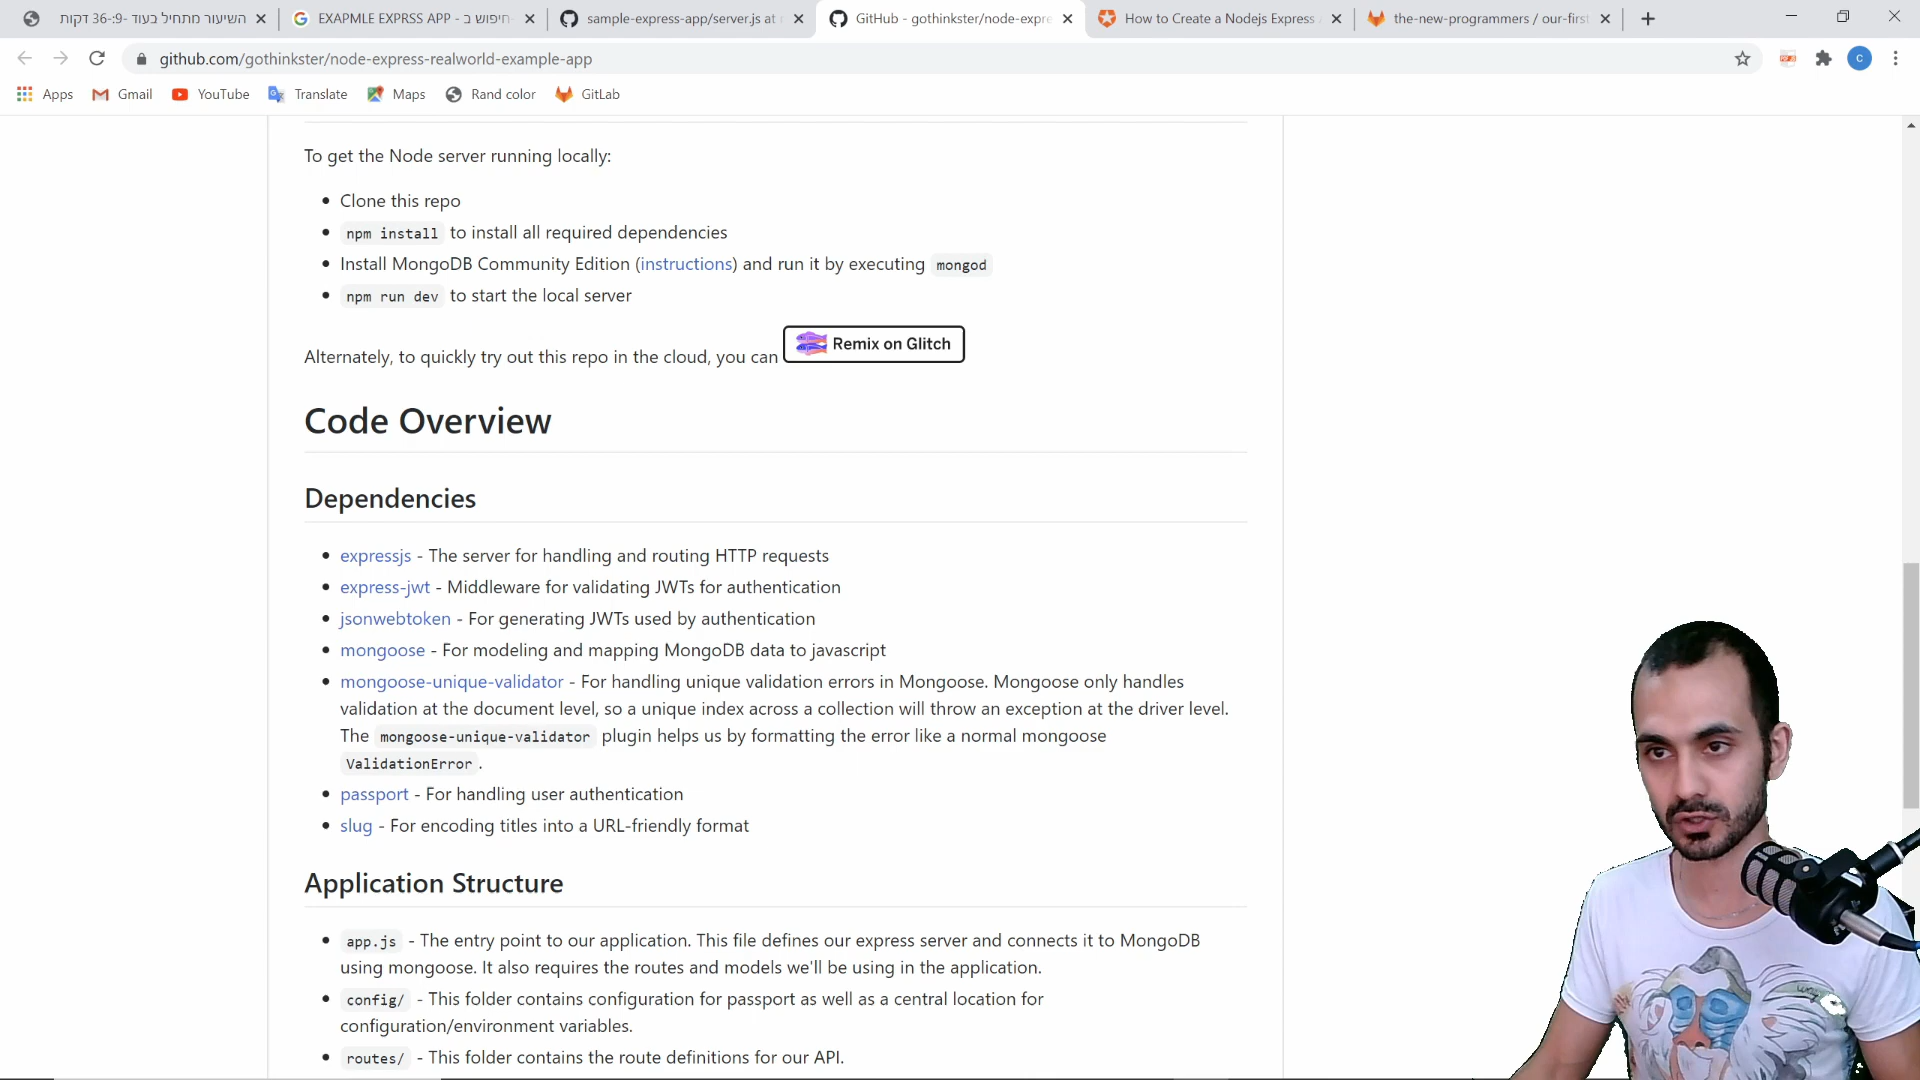 השיעור מתחיל בעוד -9:-36 דקות
EXAPMLE EXPRSS APP - חיפוש ב
sample-express-app/server.js at
GitHub - gothinkster/node-expre
How to Create a Nodejs Express
the-new-programmers / our-first
github.com/gothinkster/node-express-realworld-example-app
C
Apps
Gmail
YouTube
Translate
Maps
Rand color
GitLab
To get the Node server running locally:
Clone this repo
npm install to install all required dependencies
Install MongoDB Community Edition (instructions) and run it by executing mongod
npm run dev to start the local server
Alternately, to quickly try out this repo in the cloud, you can Remix on Glitch
Code Overview
Dependencies
expressjs - The server for handling and routing HTTP requests
express-jwt - Middleware for validating JWTs for authentication
jsonwebtoken - For generating JWTs used by authentication
mongoose - For modeling and mapping MongoDB data to javascript
mongoose-unique-validator - For handling unique validation errors in Mongoose. Mongoose only handles
validation at the document level, so a unique index across a collection will throw an exception at the driver level.
The mongoose-unique-validator plugin helps us by formatting the error like a normal mongoose
ValidationError .
passport - For handling user authentication
slug - For encoding titles into a URL-friendly format
Application Structure
app.js - The entry point to our application. This file defines our express server and connects it to MongoDB
using mongoose. It also requires the routes and models we'll be using in the application.
config/ - This folder contains configuration for passport as well as a central location for
configuration/environment variables.
routes/ - This folder contains the route definitions for our API.